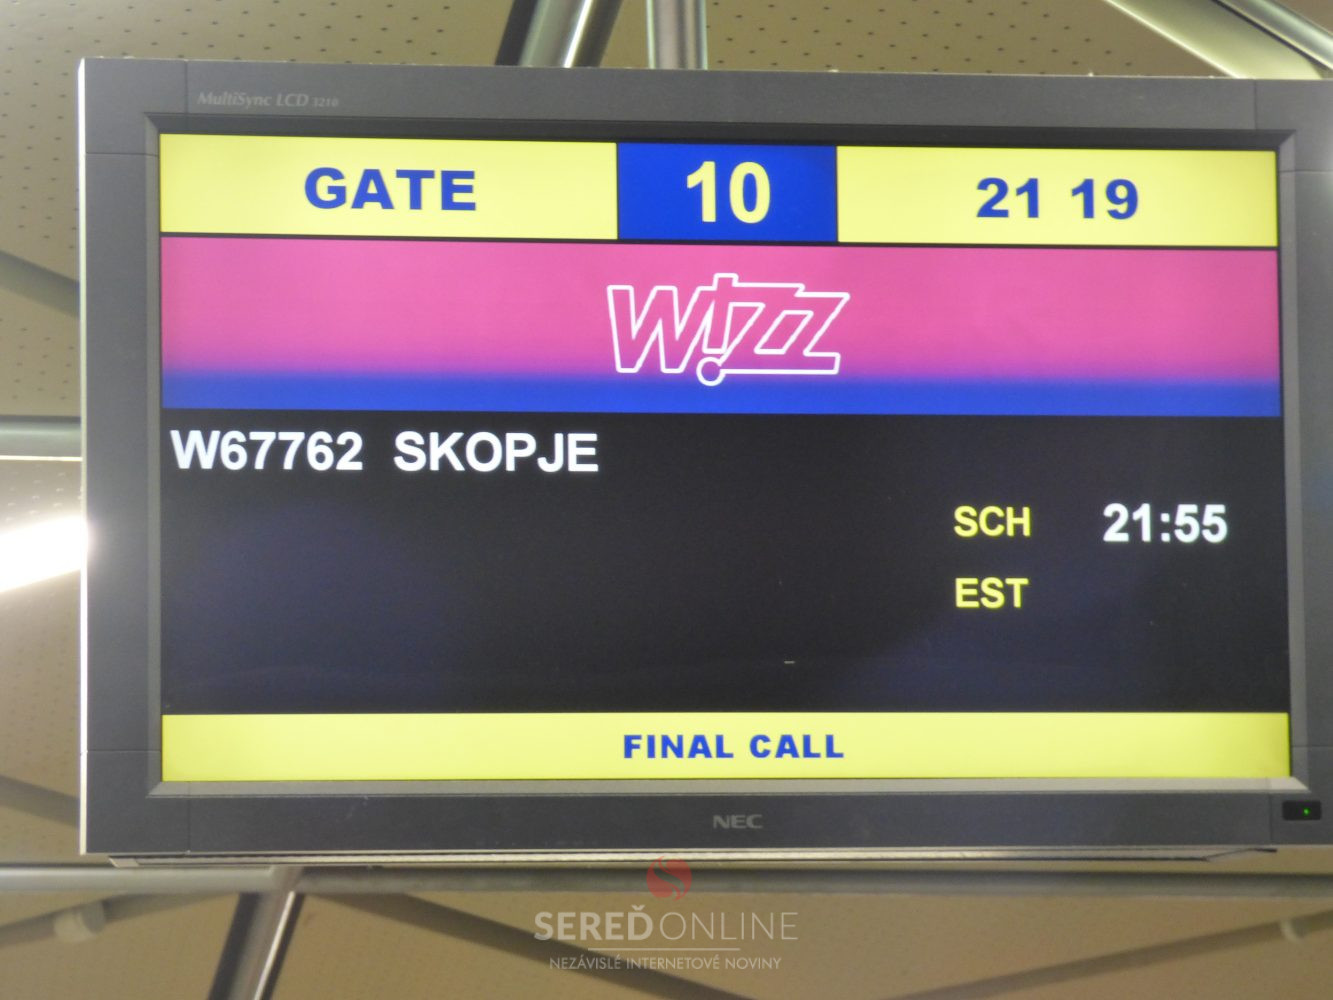 MultiSync LCD 3210
GATE 10 21 19
Wizz
W67762 SKOPJE
SCH 21:55
EST
FINAL CALL
NEC
SEREĎONLINE
NEZÁVISLÉ INTERNETOVÉ NOVINY